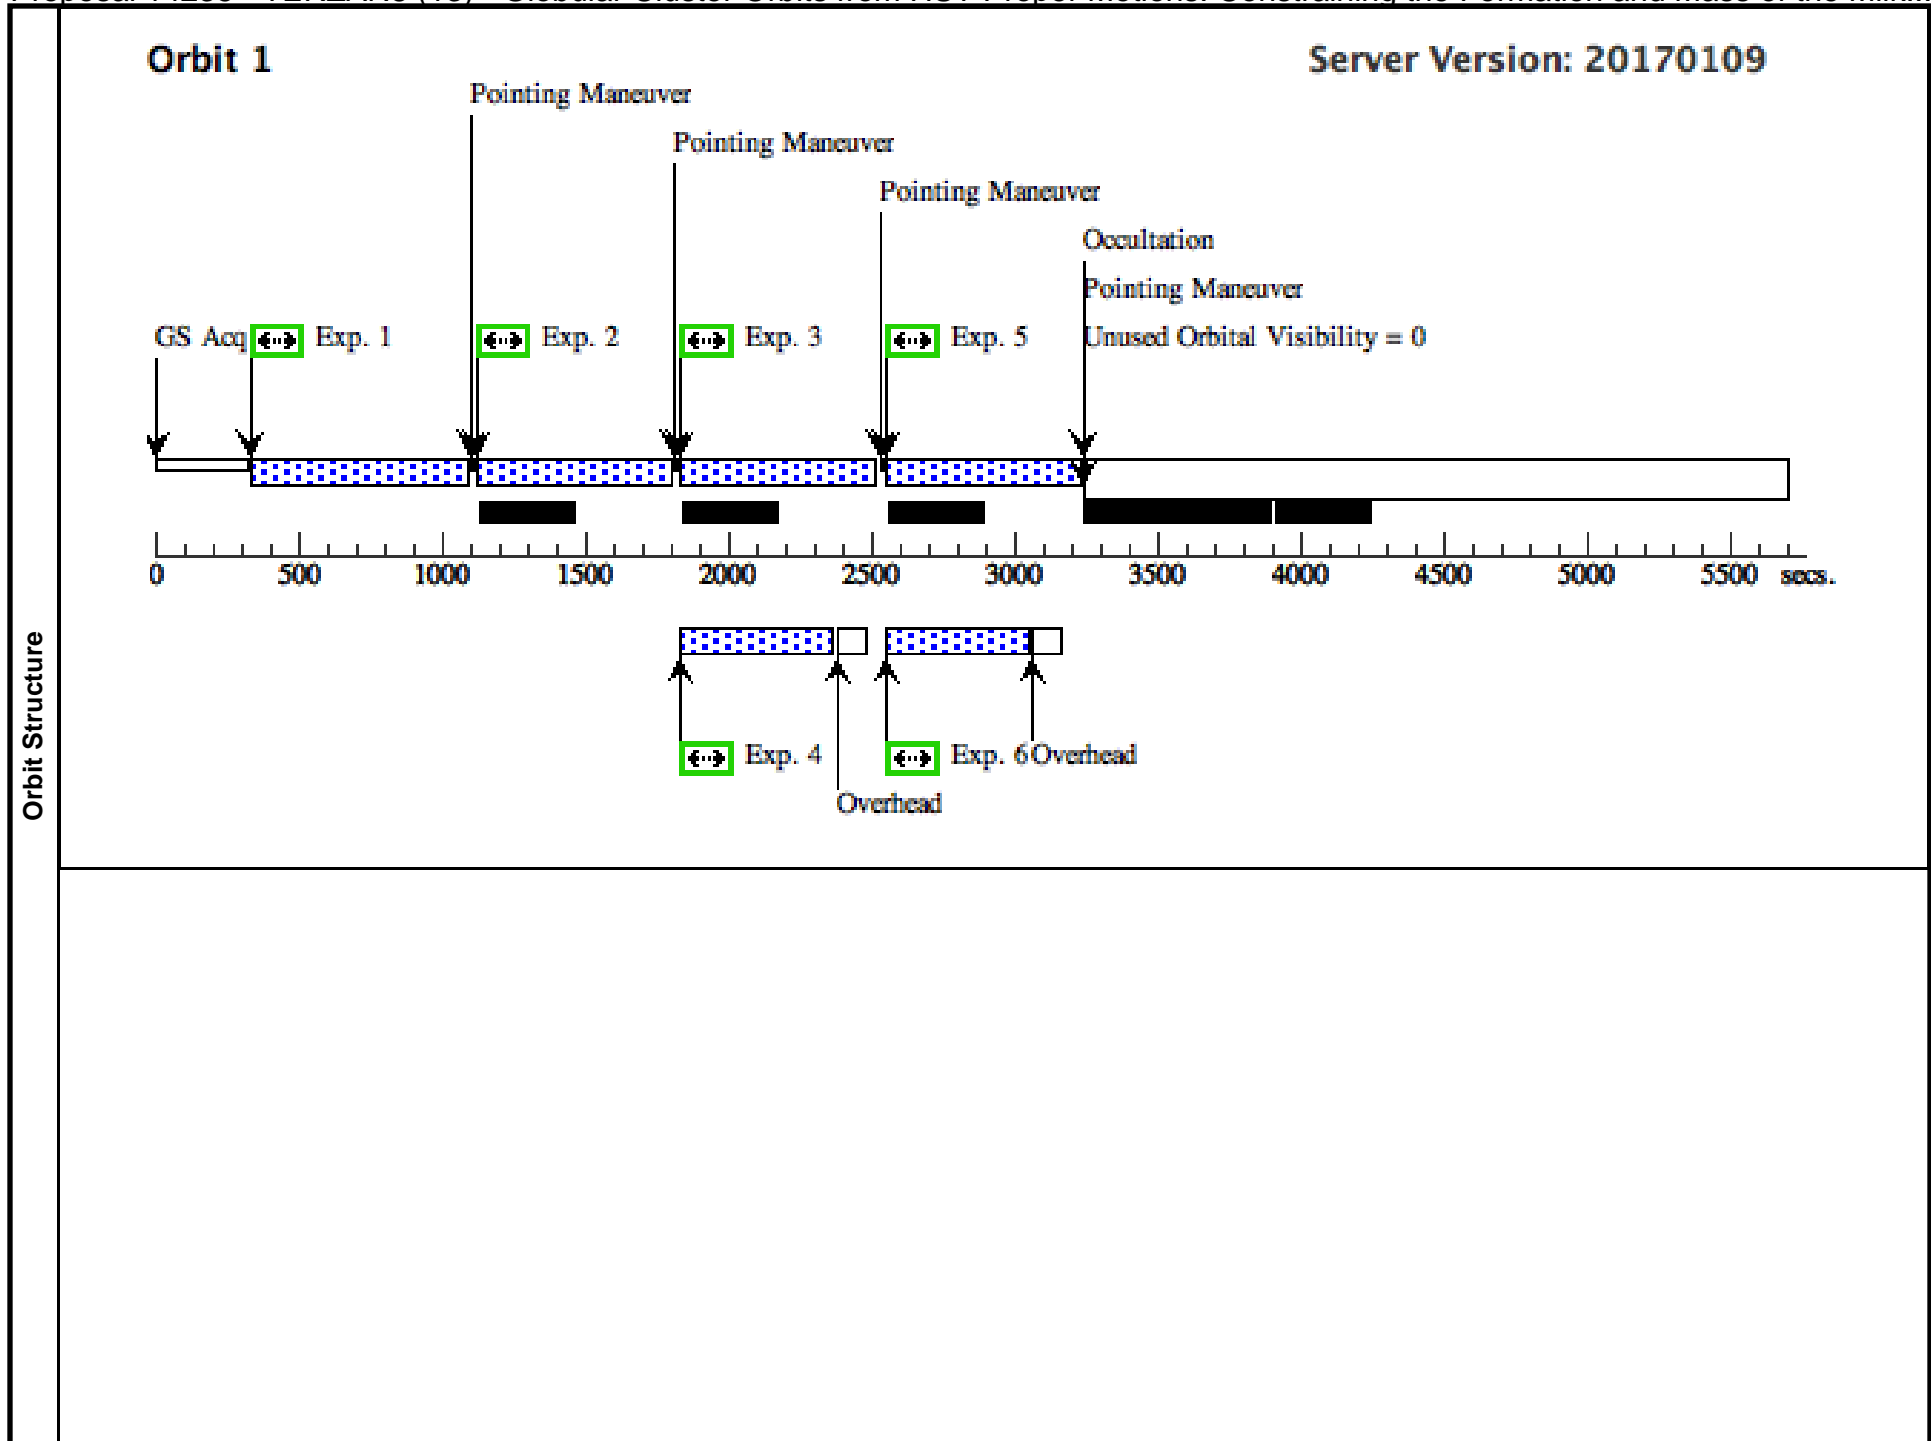 Orbit 1
Server Version: 20170109
Pointing Maneuver
Pointing Maneuver
Pointing Maneuver
Occultation
Pointing Maneuver
GS Acq Exp. 1 Exp. 2 Exp. 3 Exp. 5 Unused Orbital Visibility = 0
0 500 1000 1500 2000 2500 3000 3500 4000 4500 5000 5500 secs.
Exp. 4 Exp. 6 Overhead
Overhead
Orbit Structure